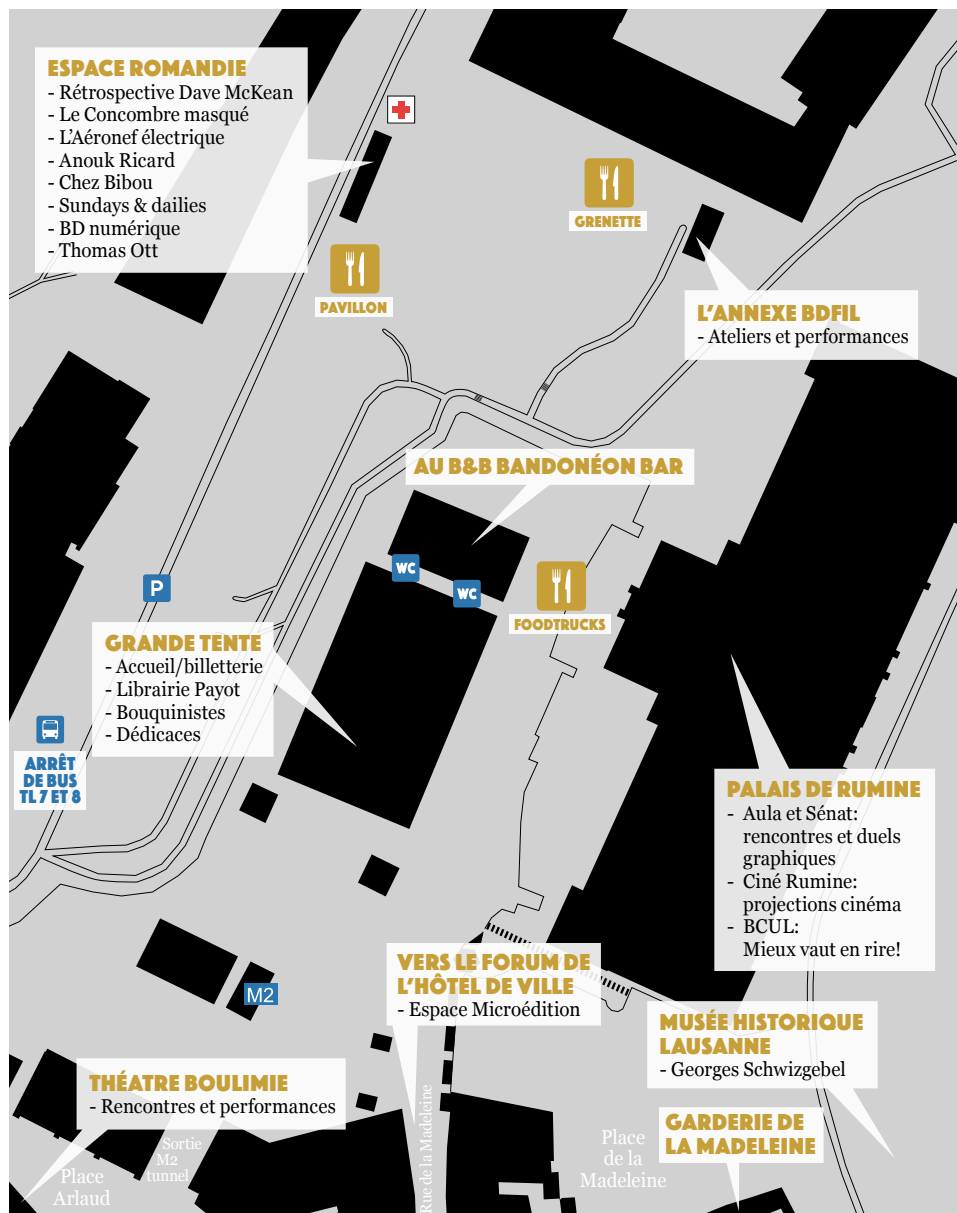 ESPACE ROMANDIE
- Rétrospective Dave McKean
- Le Concombre masqué
- L'Aéronef électrique
- Anouk Ricard
- Chez Bibou
- Sundays & dailies
- BD numérique
- Thomas Ott
GRENETTE
PAVILLON
L'ANNEXE BDFIL
- Ateliers et performances
AU B&B BANDONÉON BAR
WC
WC
P
FOODTRUCKS
GRANDE TENTE
- Accueil/billetterie
- Librairie Payot
- Bouquinistes
- Dédicaces
ARRÊT
DE BUS
TL 7 ET 8
PALAIS DE RUMINE
- Aula et Sénat:
rencontres et duels
graphiques
- Ciné Rumine:
projections cinéma
- BCUL:
Mieux vaut en rire!
VERS LE FORUM DE
L'HÔTEL DE VILLE
- Espace Microédition
M2
MUSÉE HISTORIQUE
LAUSANNE
- Georges Schwizgebel
THÉATRE BOULIMIE
- Rencontres et performances
GARDERIE DE
LA MADELEINE
Rue de la Madeleine
Place
de la
Madeleine
Sortie
M2
tunnel
Place
Arlaud